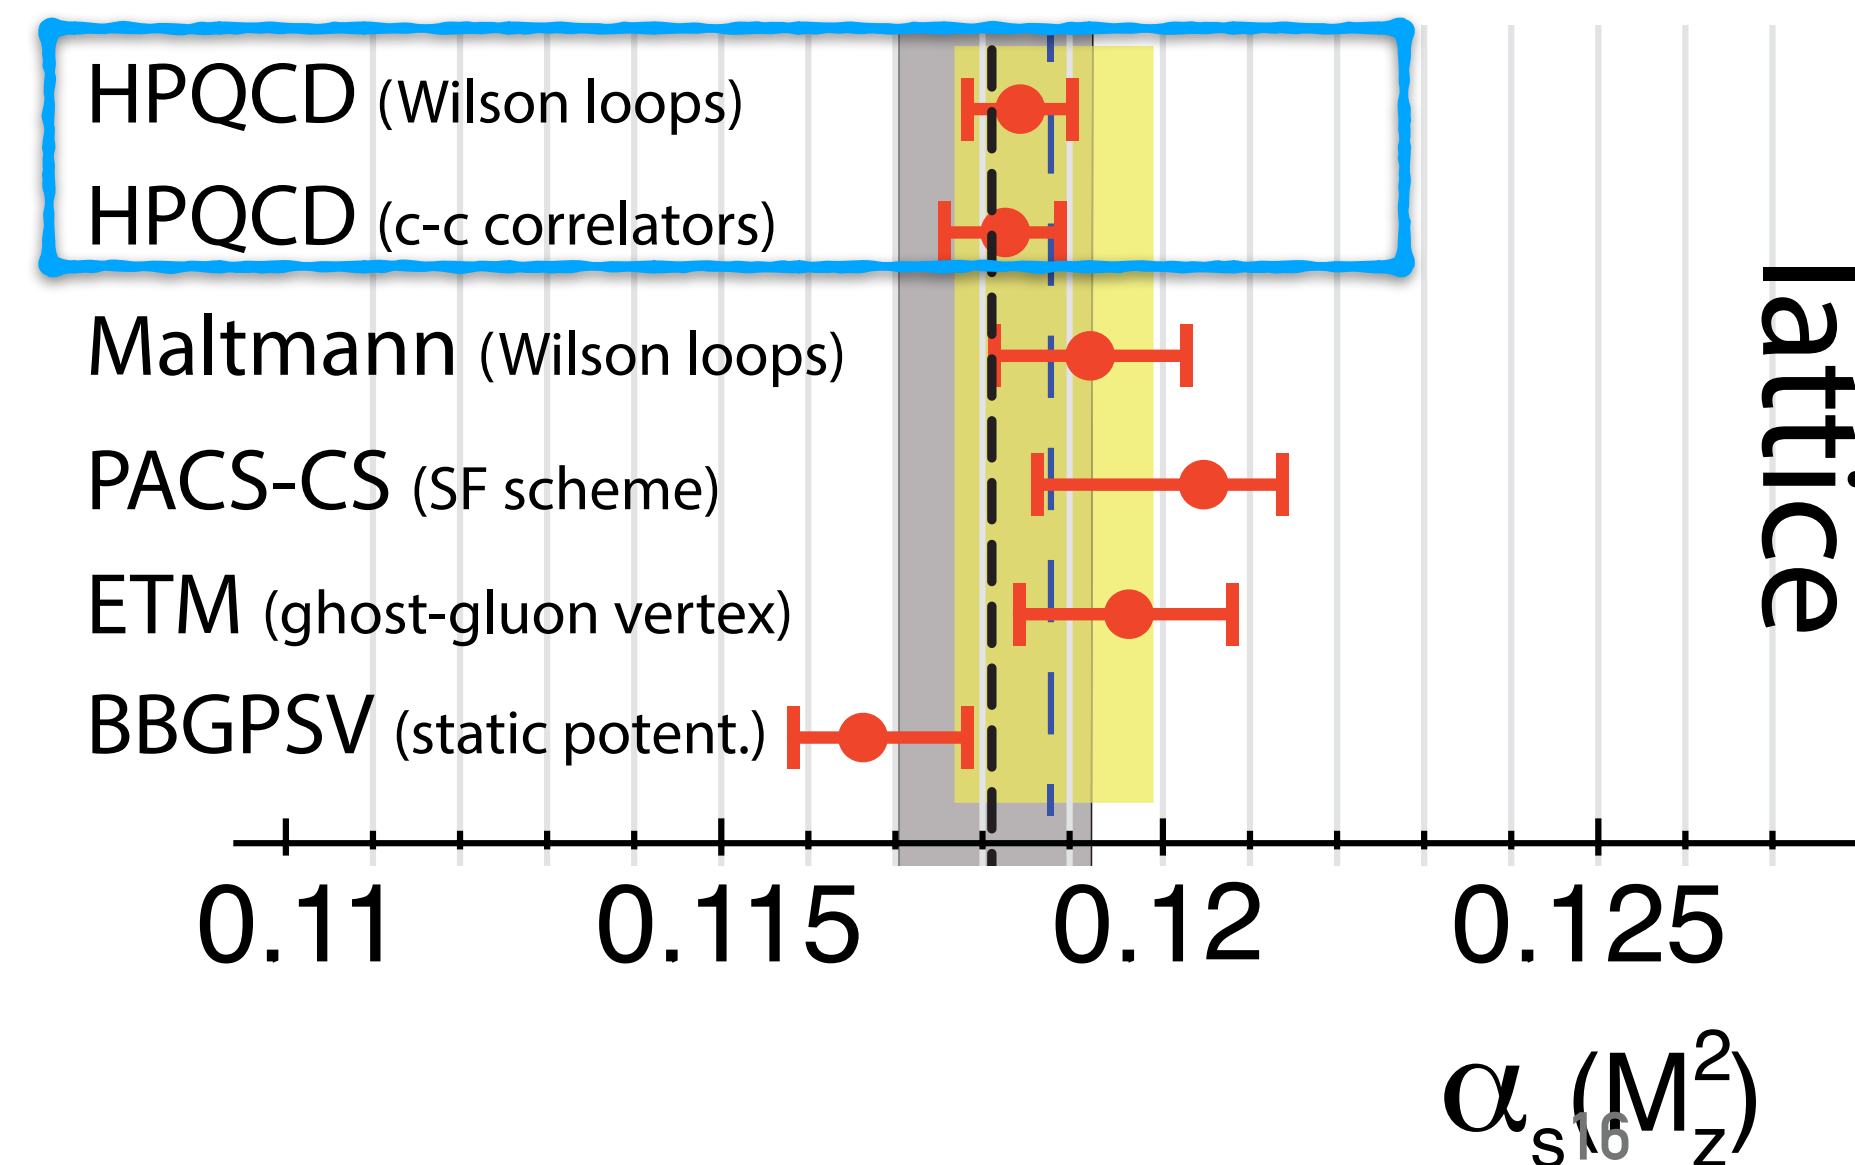 HPQCD (Wilson loops)
HPQCD (c-c correlators)
Maltmann (Wilson loops)
PACS-CS (SF scheme)
ETM (ghost-gluon vertex)
BBGPSV (static potent.)
lattice
0.11 0.115 0.12 0.125
αs(Mz2)
16